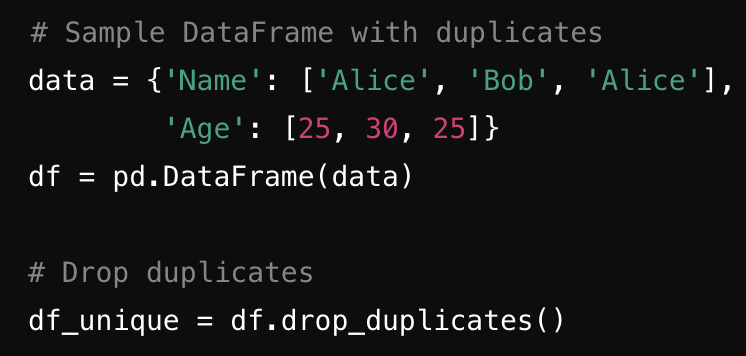 # Sample DataFrame with duplicates
data = {'Name': ['Alice', 'Bob', 'Alice'],
        'Age': [25, 30, 25]}
df = pd.DataFrame(data)

# Drop duplicates
df_unique = df.drop_duplicates()